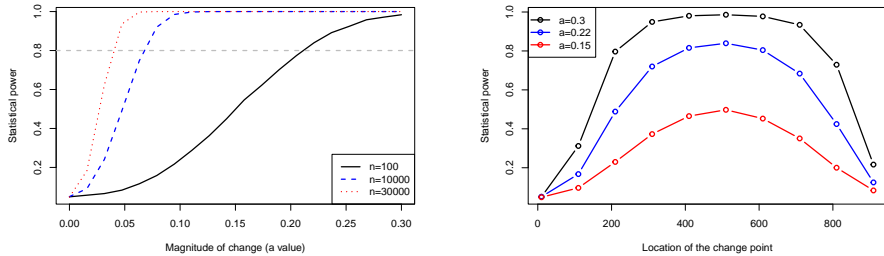 Statistical power
1.0
0.8
0.6
0.4
0.2
n=100
n=10000
n=30000
0.00 0.05 0.10 0.15 0.20 0.25 0.30
Magnitude of change (a value)
Statistical power
1.0
0.8
0.6
0.4
0.2
a=0.3
a=0.22
a=0.15
0 200 400 600 800
Location of the change point